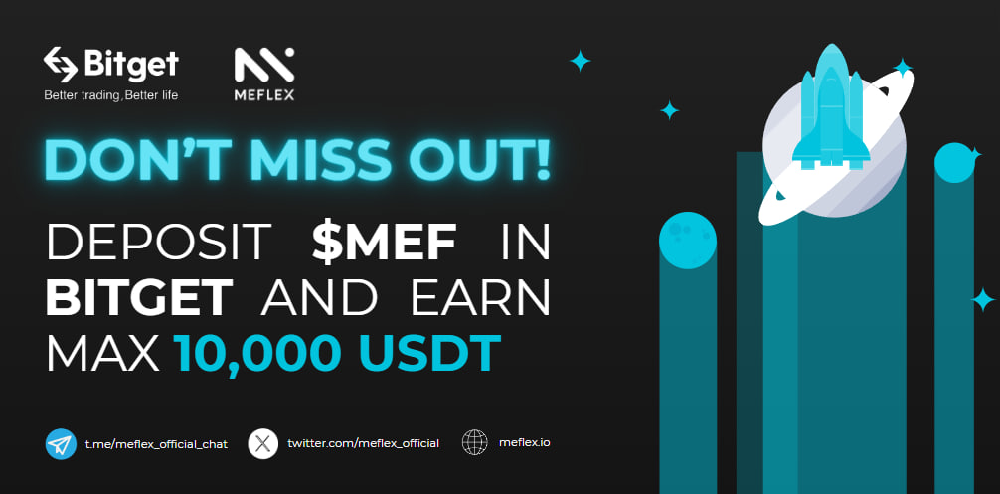 Bitget
Better trading, Better life
MEFLEX
DON'T MISS OUT!
DEPOSIT $MEF IN
BITGET AND EARN
MAX 10,000 USDT
t.me/meflex_official_chat
twitter.com/meflex_official
meflex.io